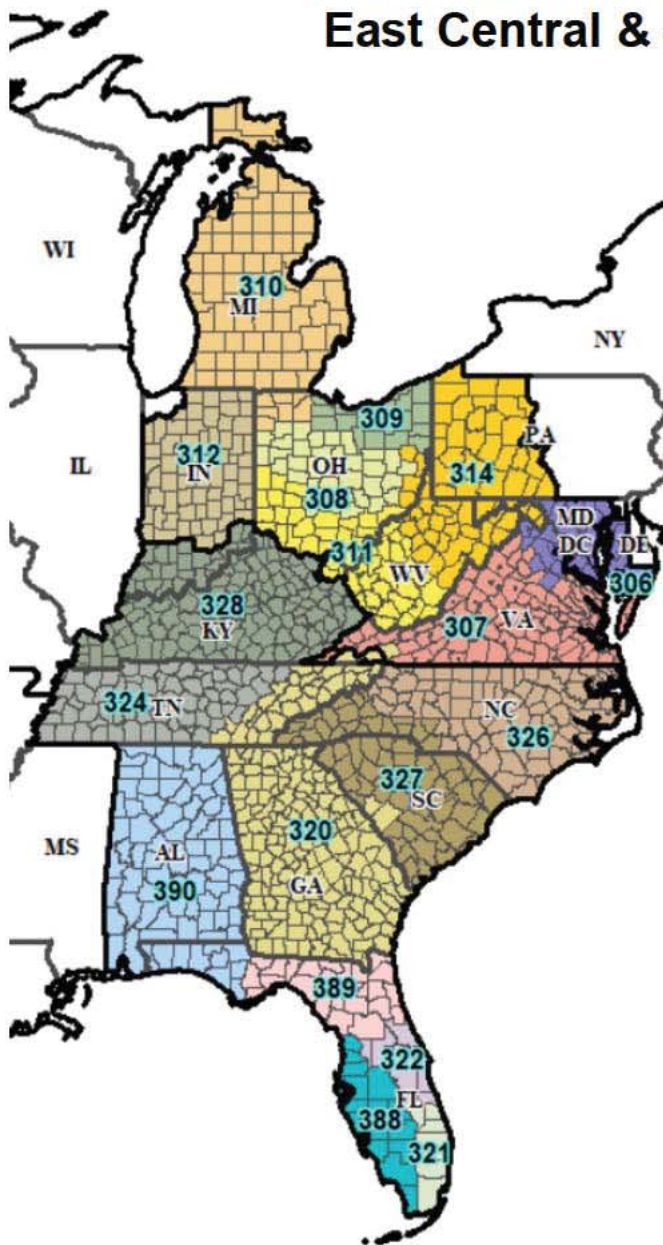 East Central &
WI
310
MI
NY
309
PA
312
IN
IL
OH
314
308
MD
DC
DE
311
WV
306
328
KY
307
VA
324
TN
NC
326
327
SC
320
MS
AL
GA
390
389
322
FL
388
321